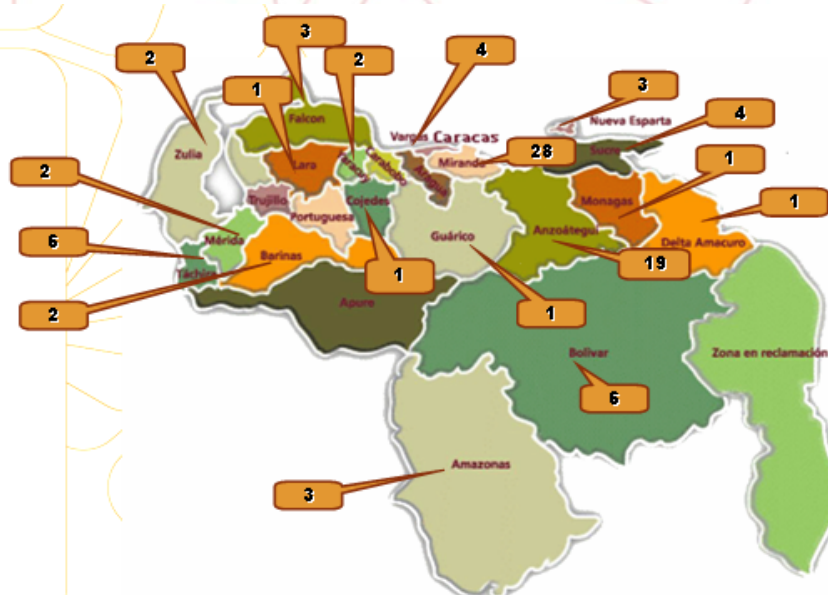 3
4
2
2
3
1
4
Falcon
Nueva Esparta
Vargas
Caracas
Carabobo
28
Sucre
Zulia
Lara
Yaracuy
Miranda
1
Aragua
2
Trujillo
Cojedes
Monagas
1
Portuguesa
Guárico
Anzoátegui
Delta Amacuro
6
Mérida
Barinas
19
Táchira
1
Apure
2
1
Bolívar
Zona en reclamación
6
Amazonas
3